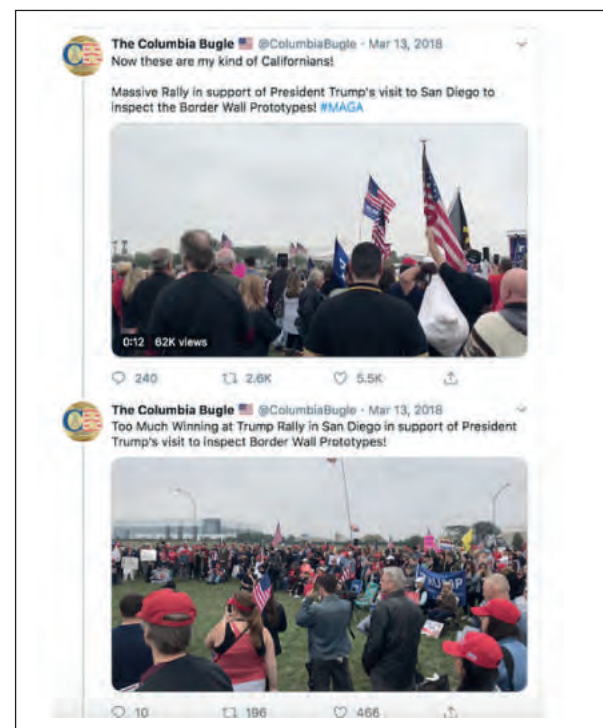 The Columbia Bugle 🇺🇸 @ColumbiaBugle · Mar 13, 2018
Now these are my kind of Californians!
Massive Rally in support of President Trump's visit to San Diego to
inspect the Border Wall Prototypes! #MAGA
0:12 62K views
240 2.6K 5.5K
The Columbia Bugle 🇺🇸 @ColumbiaBugle · Mar 13, 2018
Too Much Winning at Trump Rally in San Diego in support of President
Trump's visit to inspect Border Wall Prototypes!
TRUMP
10 196 466